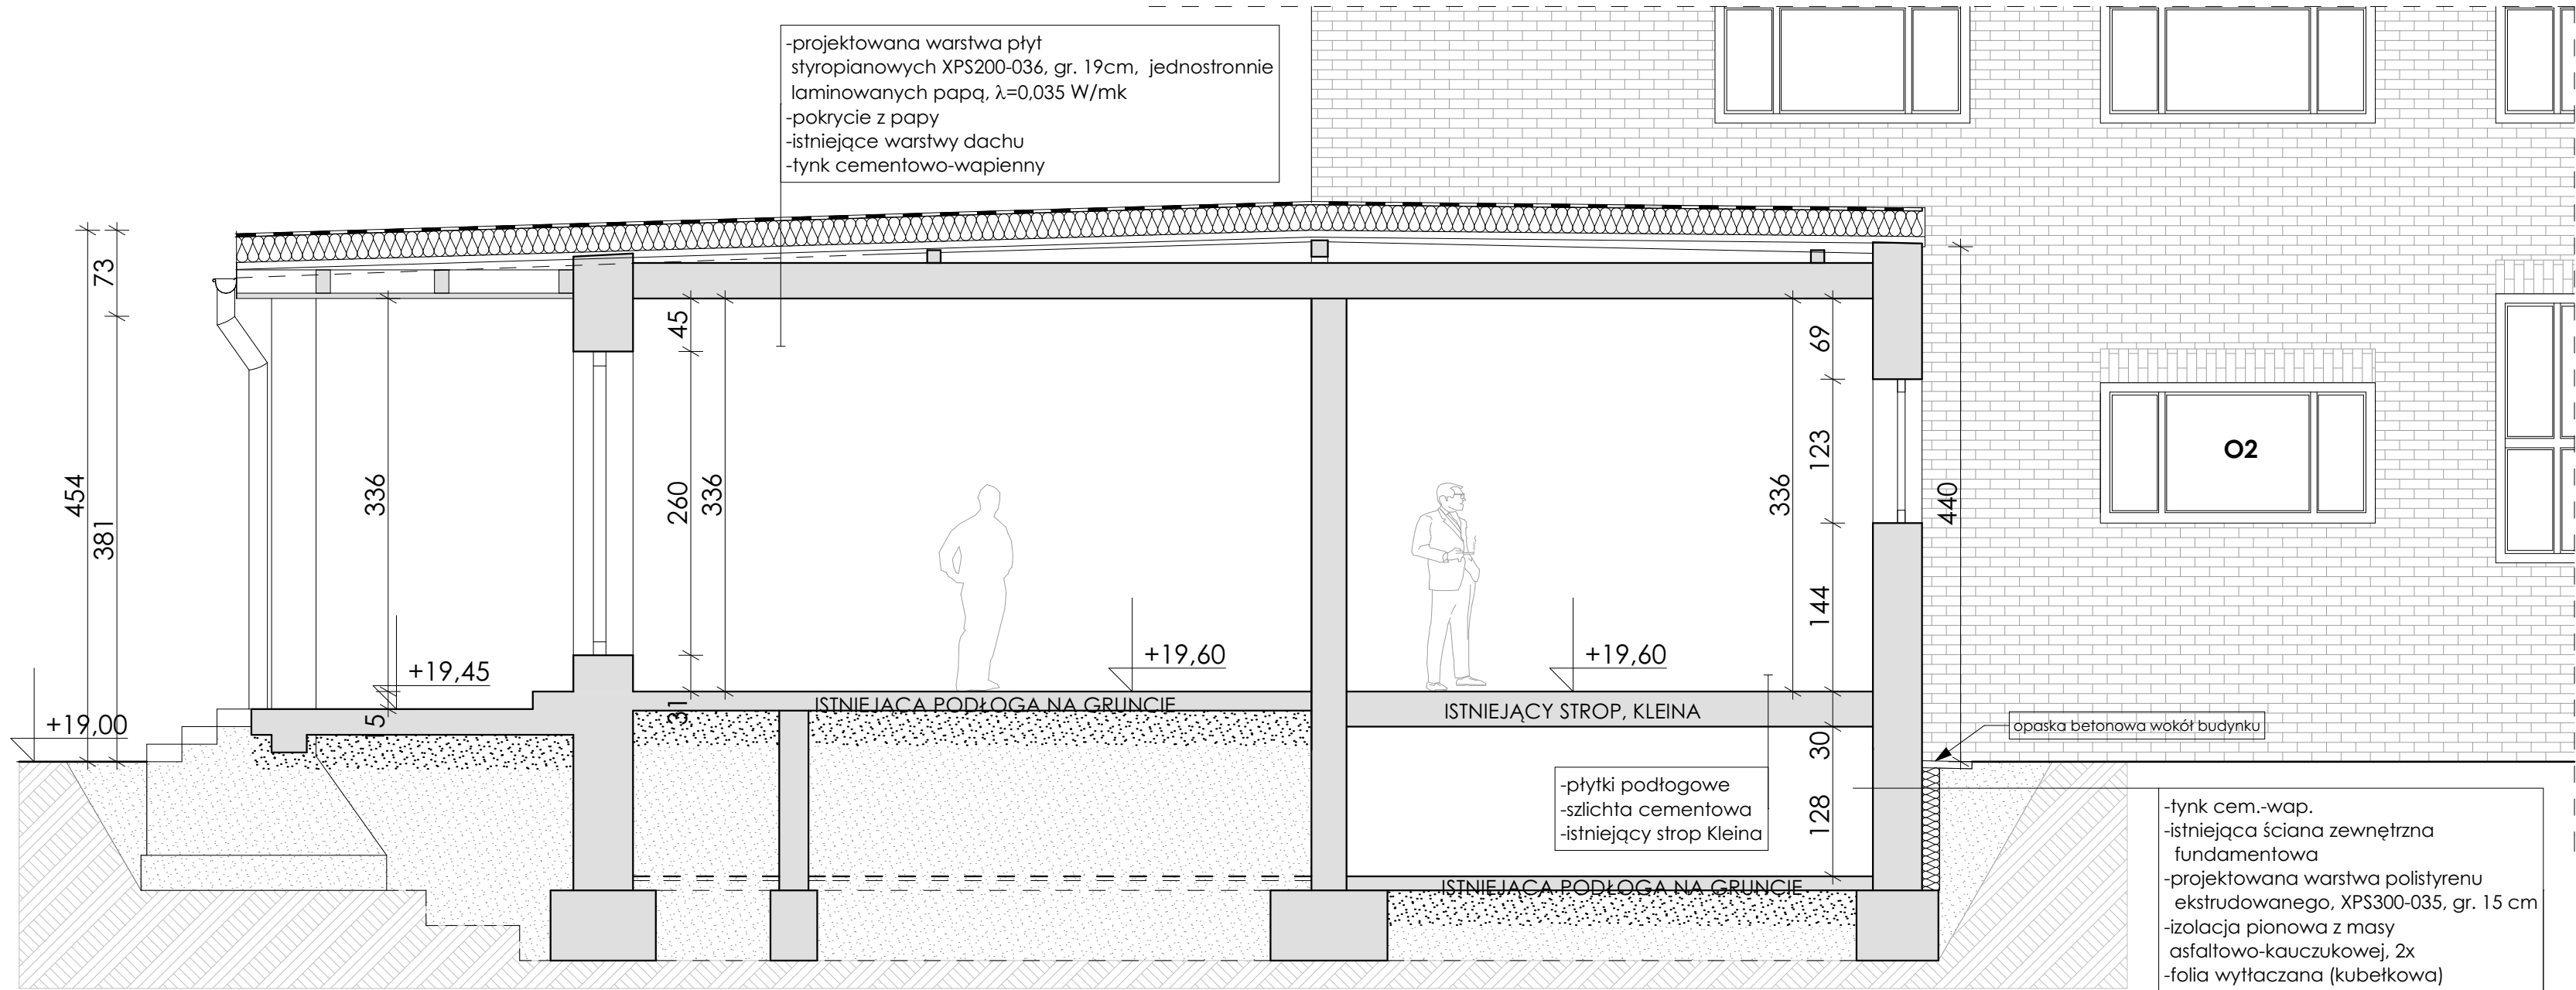 -projektowana warstwa płyt
styropianowych XPS200-036, gr. 19cm, jednostronnie
laminowanych papą, λ=0,035 W/mk
-pokrycie z papy
-istniejące warstwy dachu
-tynk cementowo-wapienny
73
454
381
336
45
260
336
31
15
336
69
123
144
30
128
440
O2
+19,00
+19,45
+19,60
+19,60
ISTNIEJĄCA PODŁOGA NA GRUNCIE
ISTNIEJĄCY STROP, KLEINA
opaska betonowa wokół budynku
-płytki podłogowe
-szlichta cementowa
-istniejący strop Kleina
ISTNIEJĄCA PODŁOGA NA GRUNCIE
-tynk cem.-wap.
-istniejąca ściana zewnętrzna
fundamentowa
-projektowana warstwa polistyrenu
ekstrudowanego, XPS300-035, gr. 15 cm
-izolacja pionowa z masy
asfaltowo-kauczukowej, 2x
-folia wytłaczana (kubełkowa)